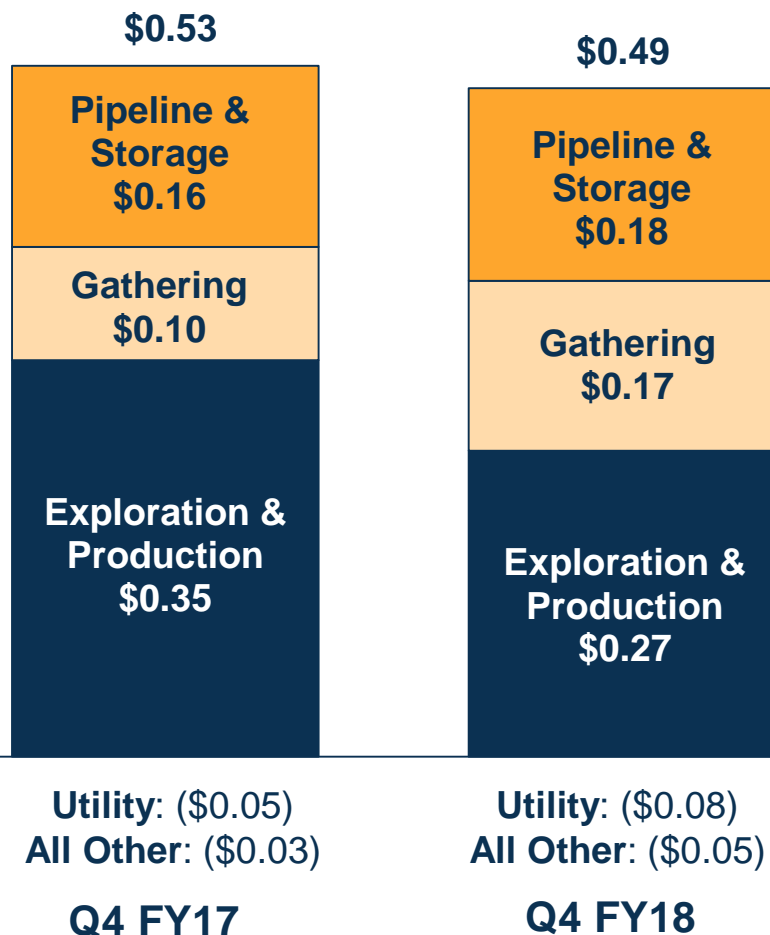 $0.53
Pipeline &
Storage
$0.16
Gathering
$0.10
Exploration &
Production
$0.35
Utility: ($0.05)
All Other: ($0.03)
Q4 FY17
$0.49
Pipeline &
Storage
$0.18
Gathering
$0.17
Exploration &
Production
$0.27
Utility: ($0.08)
All Other: ($0.05)
Q4 FY18